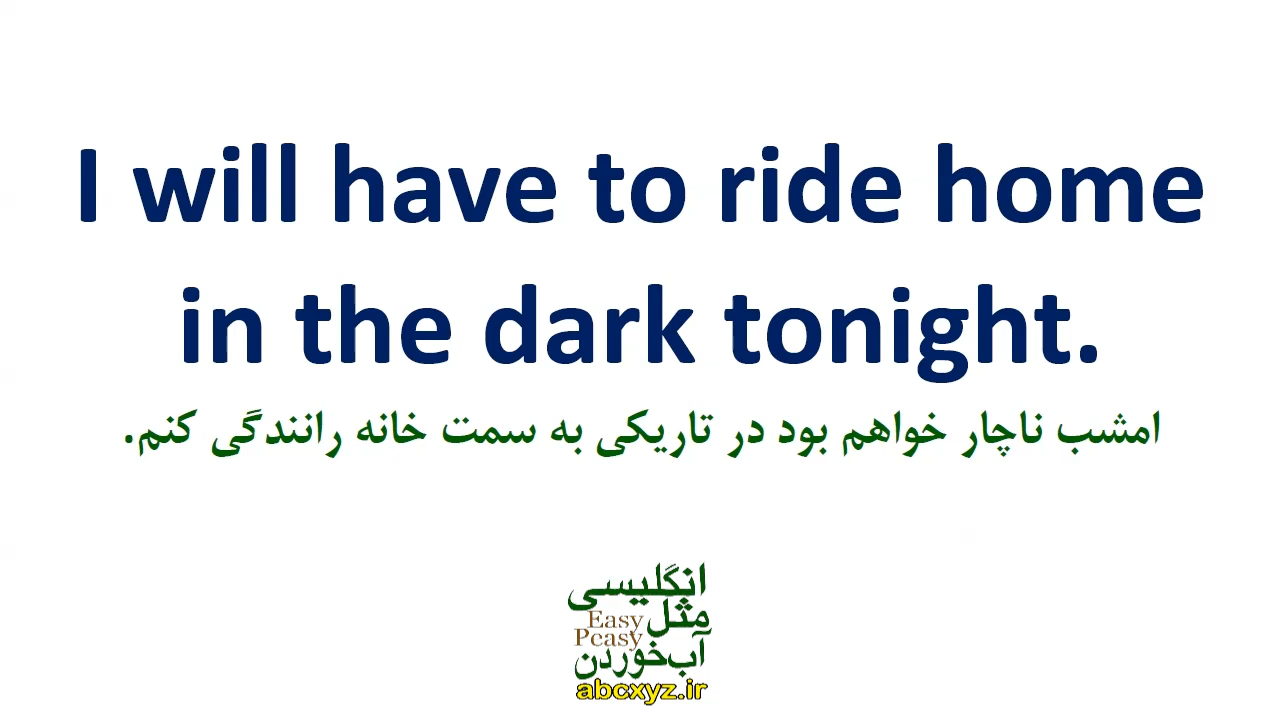 I will have to ride home
in the dark tonight.
امشب ناچار خواهم بود در تاریکی به سمت خانه رانندگی کنم.
انگلیسی
مثل
Easy
Peasy
آب‌خوردن
abcxyz.ir